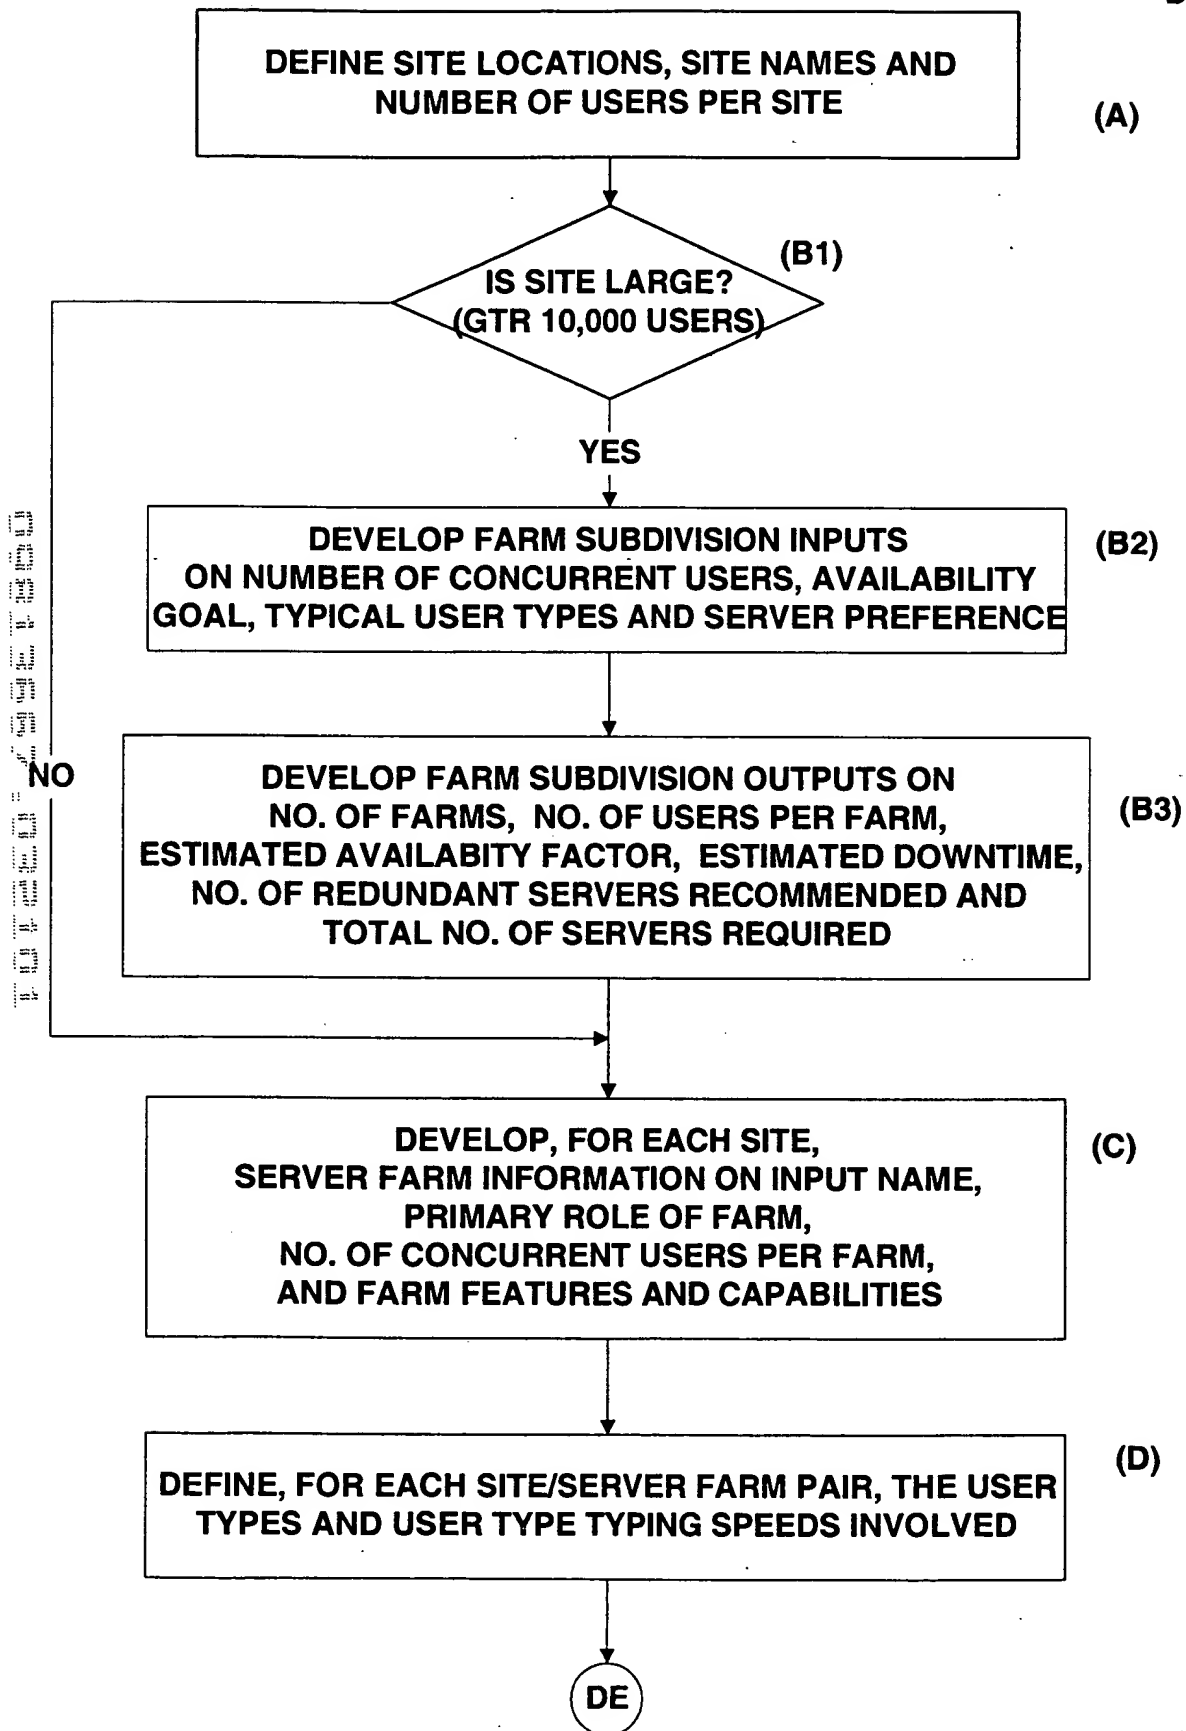 DEFINE SITE LOCATIONS, SITE NAMES AND
NUMBER OF USERS PER SITE
(A)
(B1)
IS SITE LARGE?
(GTR 10,000 USERS)
YES
DEVELOP FARM SUBDIVISION INPUTS
ON NUMBER OF CONCURRENT USERS, AVAILABILITY
GOAL, TYPICAL USER TYPES AND SERVER PREFERENCE
(B2)
NO
DEVELOP FARM SUBDIVISION OUTPUTS ON
NO. OF FARMS, NO. OF USERS PER FARM,
ESTIMATED AVAILABITY FACTOR, ESTIMATED DOWNTIME,
NO. OF REDUNDANT SERVERS RECOMMENDED AND
TOTAL NO. OF SERVERS REQUIRED
(B3)
DEVELOP, FOR EACH SITE,
SERVER FARM INFORMATION ON INPUT NAME,
PRIMARY ROLE OF FARM,
NO. OF CONCURRENT USERS PER FARM,
AND FARM FEATURES AND CAPABILITIES
(C)
DEFINE, FOR EACH SITE/SERVER FARM PAIR, THE USER
TYPES AND USER TYPE TYPING SPEEDS INVOLVED
(D)
DE